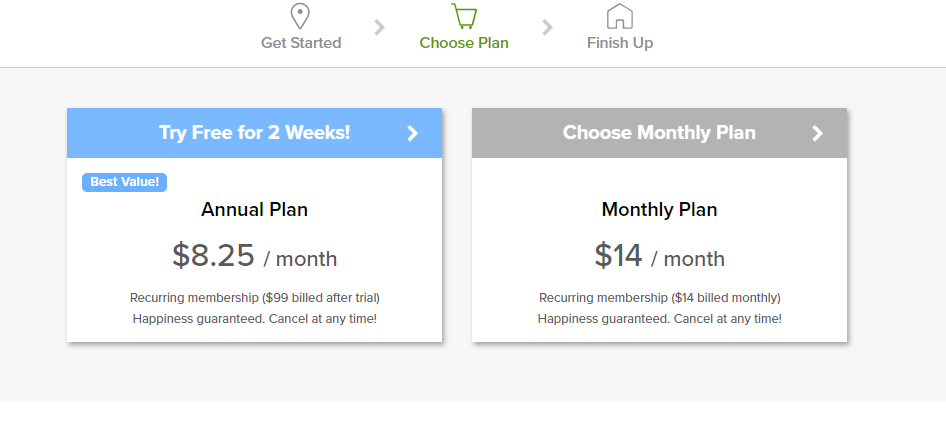 Get Started
Choose Plan
Finish Up
Try Free for 2 Weeks!
Best Value!
Annual Plan
$8.25 / month
Recurring membership ($99 billed after trial)
Happiness guaranteed. Cancel at any time!
Choose Monthly Plan
Monthly Plan
$14 / month
Recurring membership ($14 billed monthly)
Happiness guaranteed. Cancel at any time!